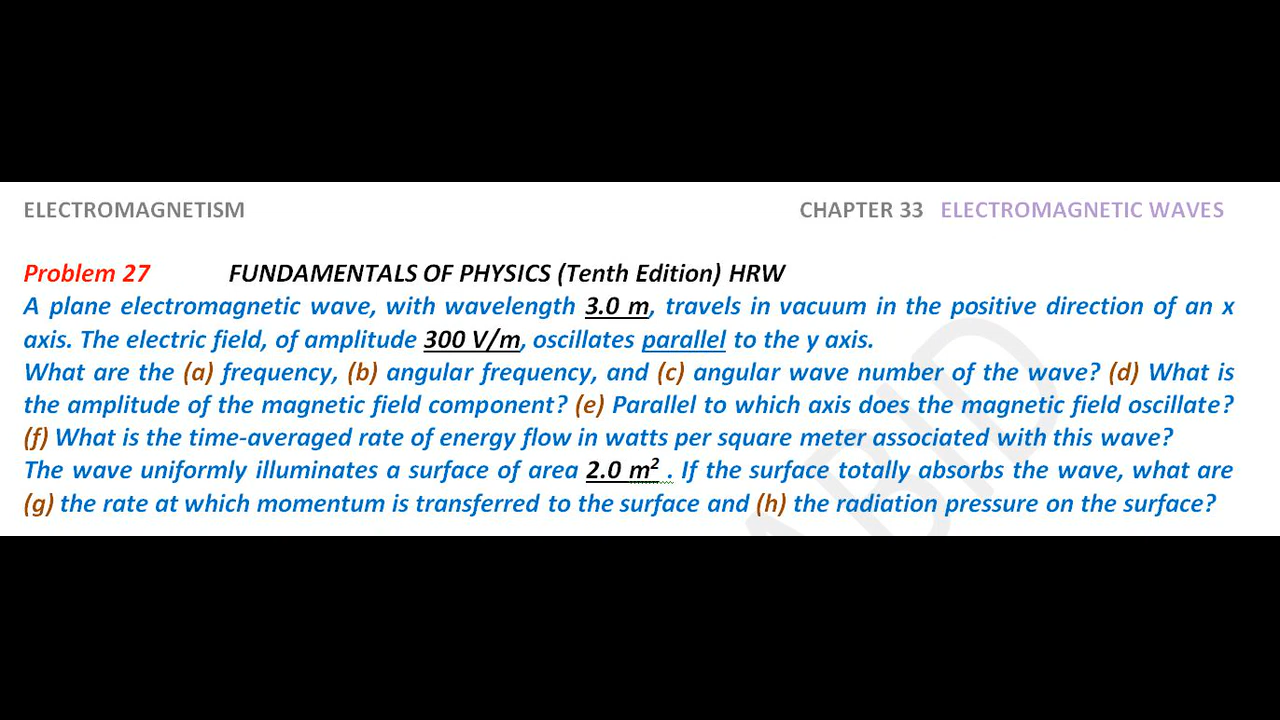 ELECTROMAGNETISM CHAPTER 33 ELECTROMAGNETIC WAVES
Problem 27 FUNDAMENTALS OF PHYSICS (Tenth Edition) HRW
A plane electromagnetic wave, with wavelength 3.0 m, travels in vacuum in the positive direction of an x
axis. The electric field, of amplitude 300 V/m, oscillates parallel to the y axis.
What are the (a) frequency, (b) angular frequency, and (c) angular wave number of the wave? (d) What is
the amplitude of the magnetic field component? (e) Parallel to which axis does the magnetic field oscillate?
(f) What is the time-averaged rate of energy flow in watts per square meter associated with this wave?
The wave uniformly illuminates a surface of area 2.0 m² . If the surface totally absorbs the wave, what are
(g) the rate at which momentum is transferred to the surface and (h) the radiation pressure on the surface?